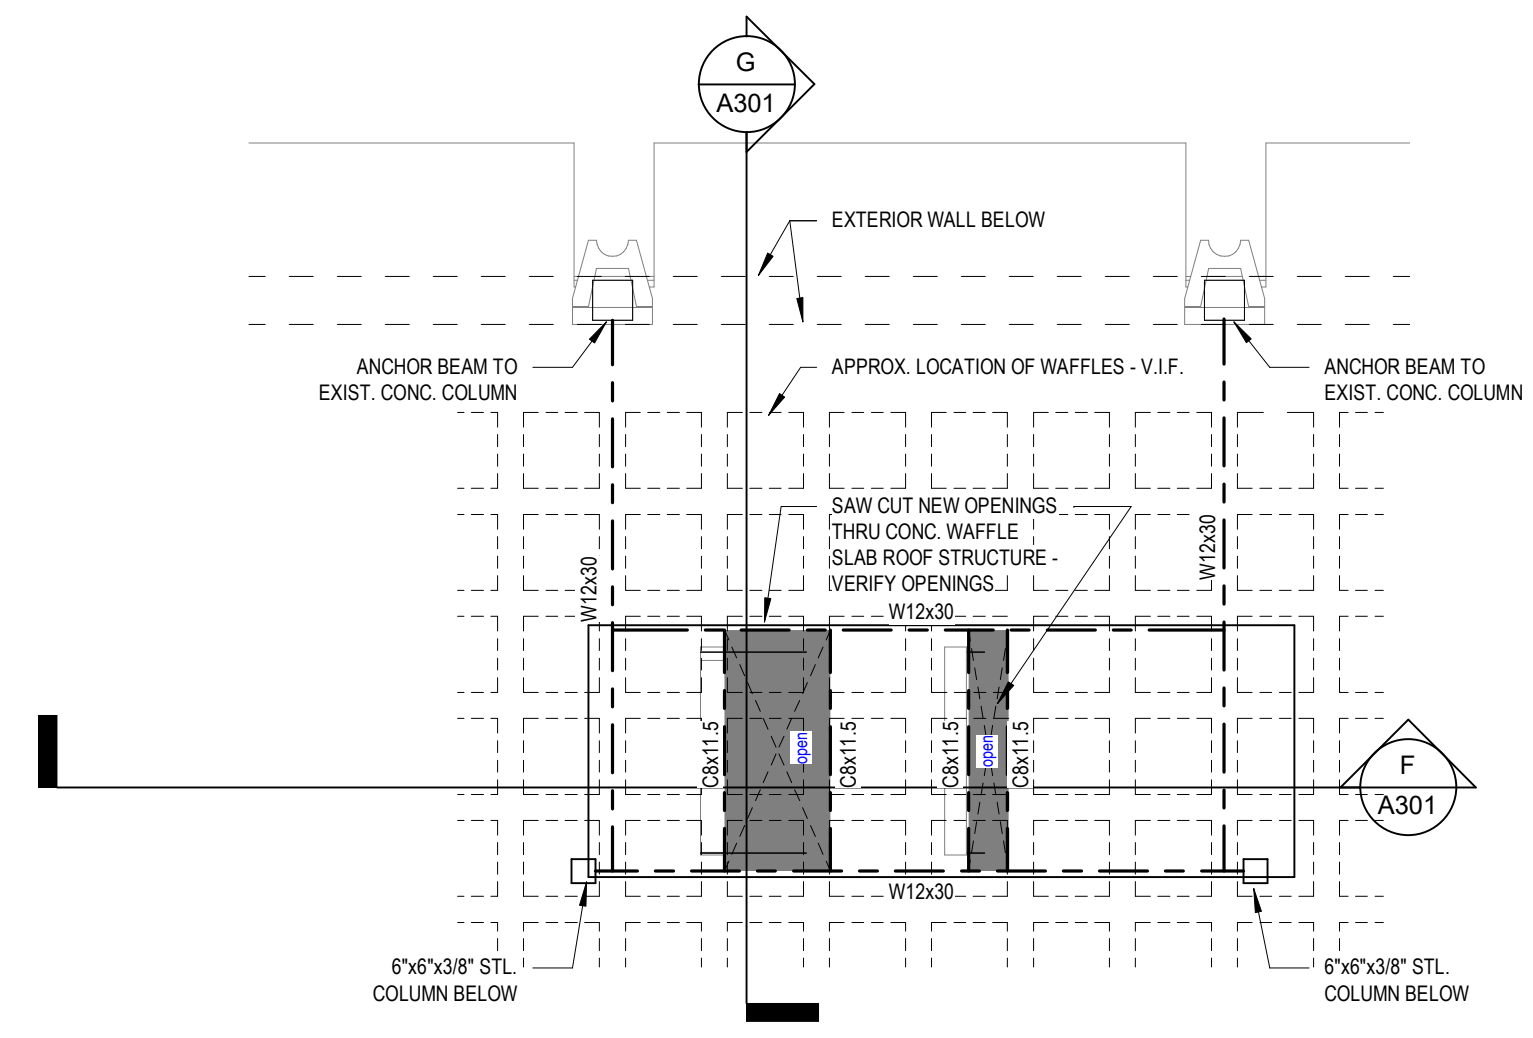 G
A301
EXTERIOR WALL BELOW
ANCHOR BEAM TO
EXIST. CONC. COLUMN
APPROX. LOCATION OF WAFFLES - V.I.F.
ANCHOR BEAM TO
EXIST. CONC. COLUMN
SAW CUT NEW OPENINGS
THRU CONC. WAFFLE
SLAB ROOF STRUCTURE -
VERIFY OPENINGS
W12x30
W12x30
W12x30
C8x11.5
open
C8x11.5
C8x11.5
open
C8x11.5
F
A301
W12x30
6"x6"x3/8" STL.
COLUMN BELOW
6"x6"x3/8" STL.
COLUMN BELOW